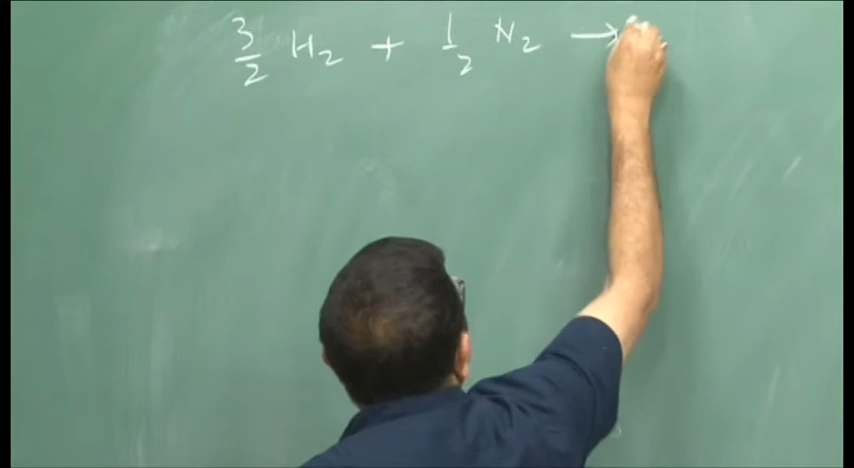 3/2 H₂ + 1/2 N₂ →